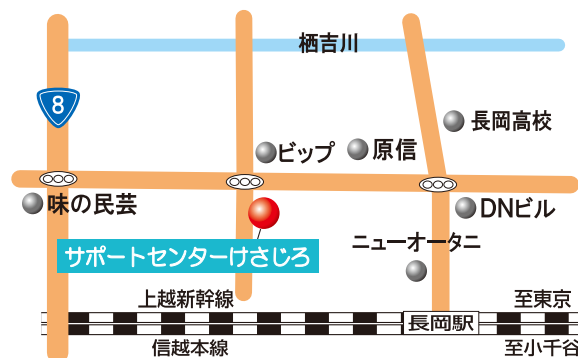 栖吉川
8
長岡高校
ビップ
原信
味の民芸
DNビル
サポートセンターけさじろ
ニューオータニ
上越新幹線
至東京
長岡駅
信越本線
至小千谷